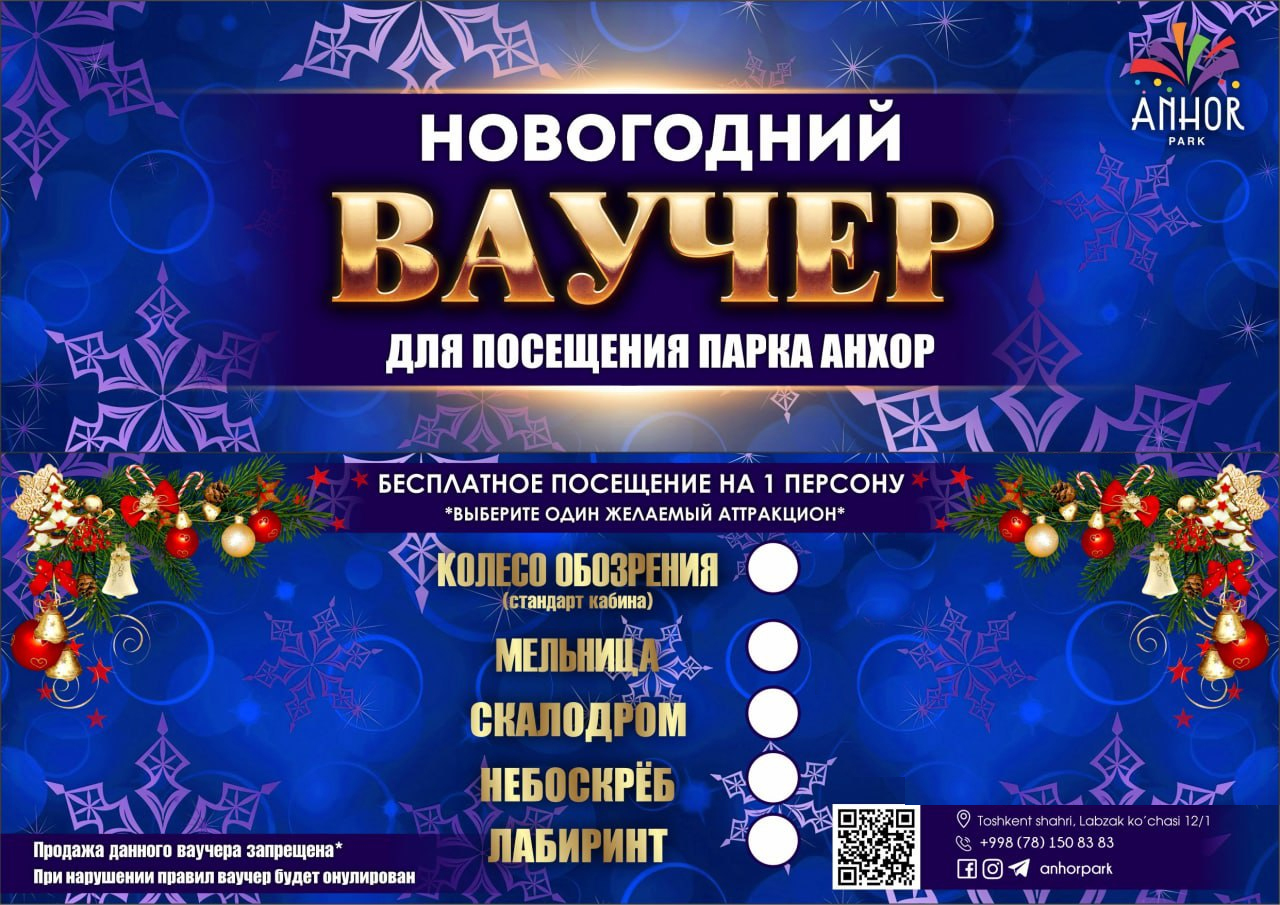 ANHOR
PARK
НОВОГОДНИЙ
ВАУЧЕР
ДЛЯ ПОСЕЩЕНИЯ ПАРКА АНХОР
БЕСПЛАТНОЕ ПОСЕЩЕНИЕ НА 1 ПЕРСОНУ
*ВЫБЕРИТЕ ОДИН ЖЕЛАЕМЫЙ АТТРАКЦИОН*
КОЛЕСО ОБОЗРЕНИЯ
(стандарт кабина)
МЕЛЬНИЦА
СКАЛОДРОМ
НЕБОСКРЁБ
ЛАБИРИНТ
Продажа данного ваучера запрещена*
При нарушении правил ваучер будет онулирован
Toshkent shahri, Labzak ko´chasi 12/1
+998 (78) 150 83 83
anhorpark